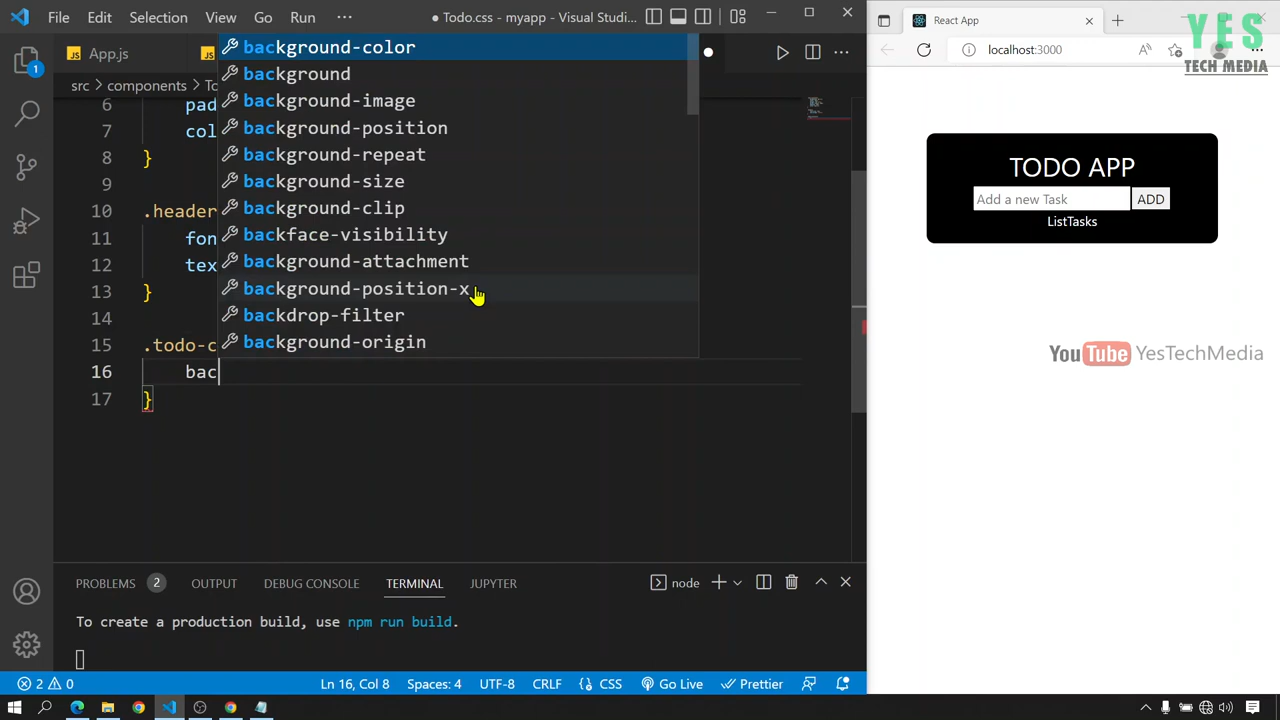 File Edit Selection View Go Run ··· ● Todo.css - myapp - Visual Studi...
App.js
src > components > To
6 pad
7 col
8 }
9
10 .header
11 fon
12 tex
13 }
14
15 .todo-c
16 bac
17 }
background-color
background
background-image
background-position
background-repeat
background-size
background-clip
backface-visibility
background-attachment
background-position-x
backdrop-filter
background-origin
1
PROBLEMS 2 OUTPUT DEBUG CONSOLE TERMINAL JUPYTER
node
To create a production build, use npm run build.
2 0 Ln 16, Col 8 Spaces: 4 UTF-8 CRLF CSS Go Live Prettier
React App
localhost:3000
YES
TECH MEDIA
TODO APP
Add a new Task ADD
ListTasks
YouTube YesTechMedia